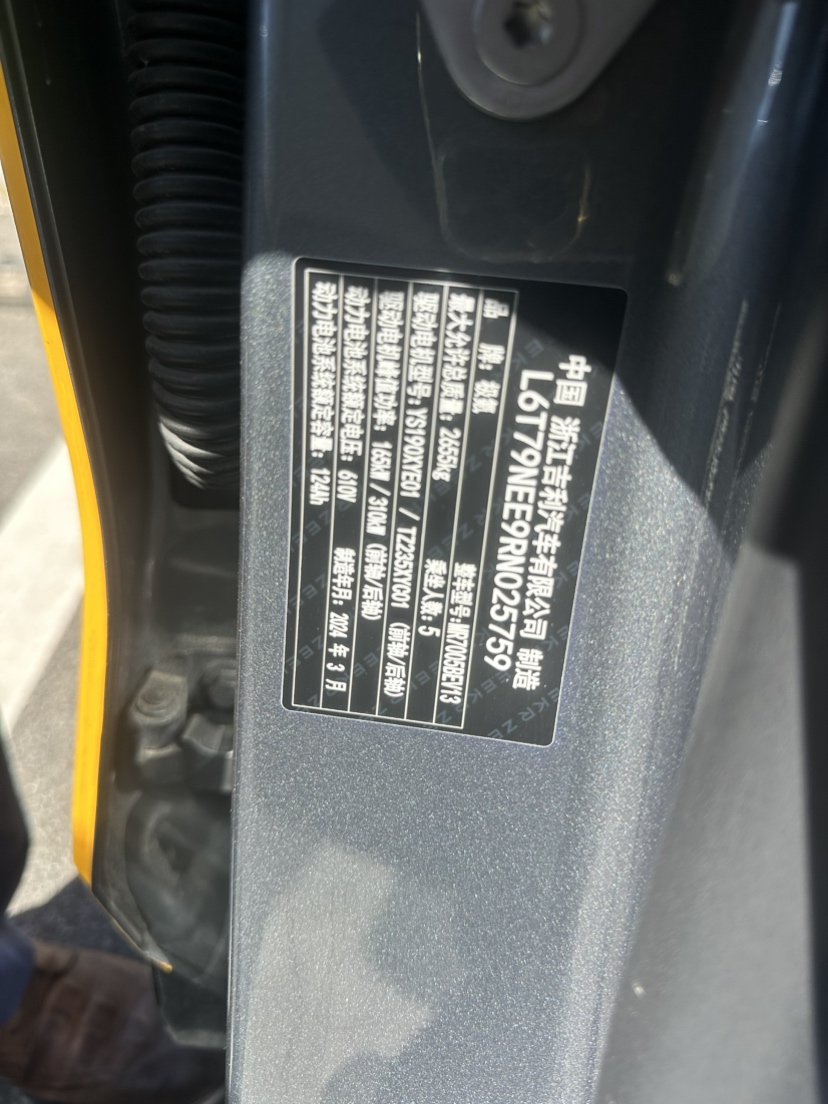 中国 浙江吉利汽车有限公司 制造
L6T79NEE9RN025759
品 牌：极氪 整车型号：MR7005BEV13
最大允许总质量：2655kg 乘坐人数：5
驱动电机型号：YS190XYE01 / TZ235XYC01 (前轴/后轴)
驱动电机峰值功率：165kW / 310kW (前轴/后轴)
动力电池系统额定电压：610V 制造年月：2024 年 3 月
动力电池系统额定容量：124Ah
ZEEKR